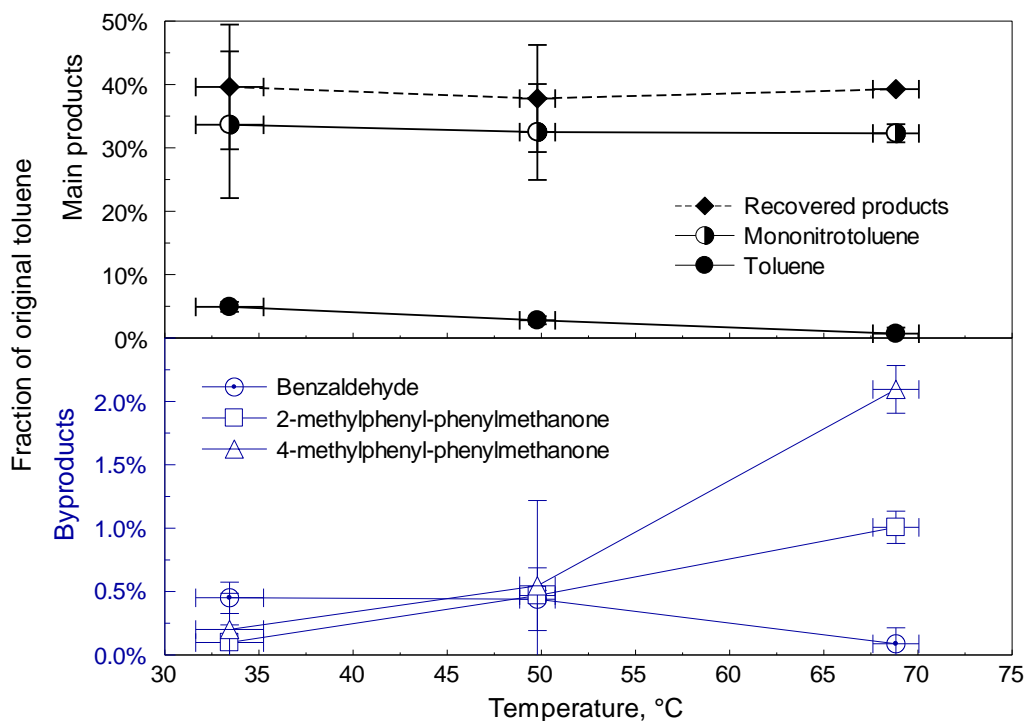 Fraction of original toluene
Main products
50%
40%
30%
20%
10%
0%
Recovered products
Mononitrotoluene
Toluene
Byproducts
2.0%
1.5%
1.0%
0.5%
0.0%
Benzaldehyde
2-methylphenyl-phenylmethanone
4-methylphenyl-phenylmethanone
30 35 40 45 50 55 60 65 70 75
Temperature, °C